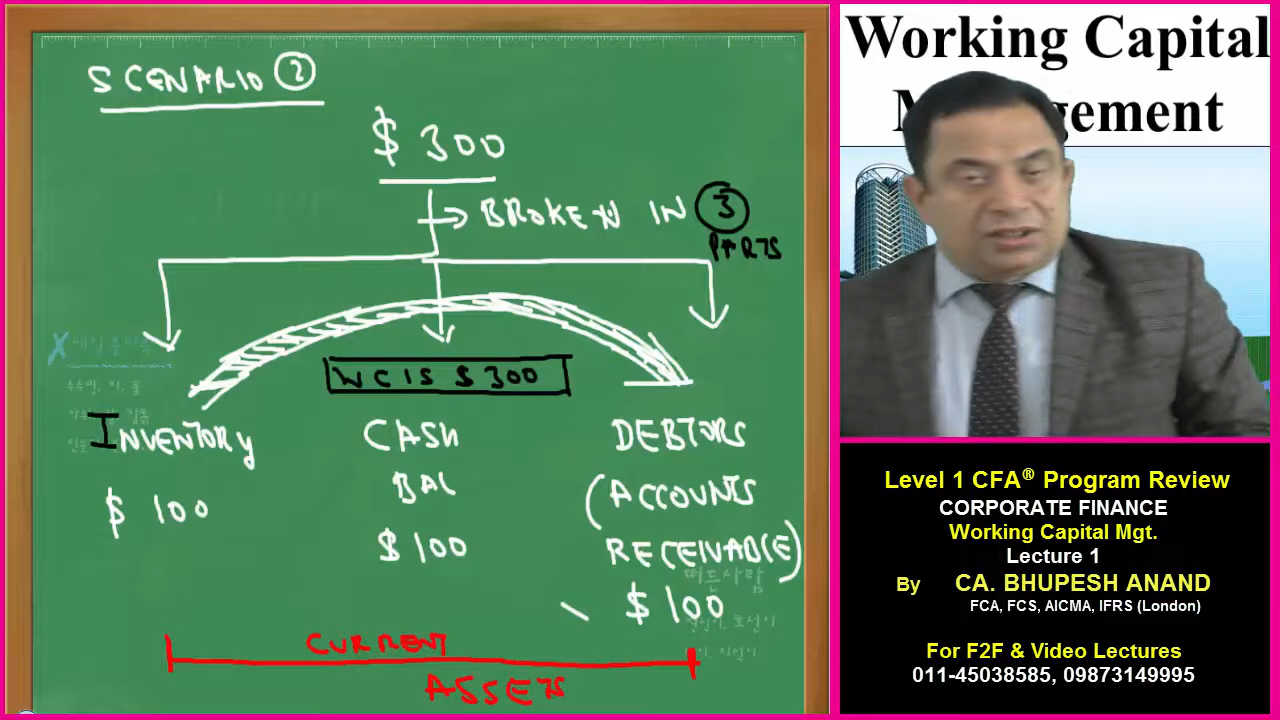 SCENARIO 2
$ 300
BROKEN IN 3
PARTS
WC IS $ 300
INVENTORY
$ 100
CASH
BAL
$ 100
DEBTORS
(ACCOUNTS
RECEIVABLE)
$ 100
CURRENT
ASSETS
Working Capital
Level 1 CFA® Program Review
CORPORATE FINANCE
Working Capital Mgt.
Lecture 1
By CA. BHUPESH ANAND
FCA, FCS, AICMA, IFRS (London)
For F2F & Video Lectures
011-45038585, 09873149995